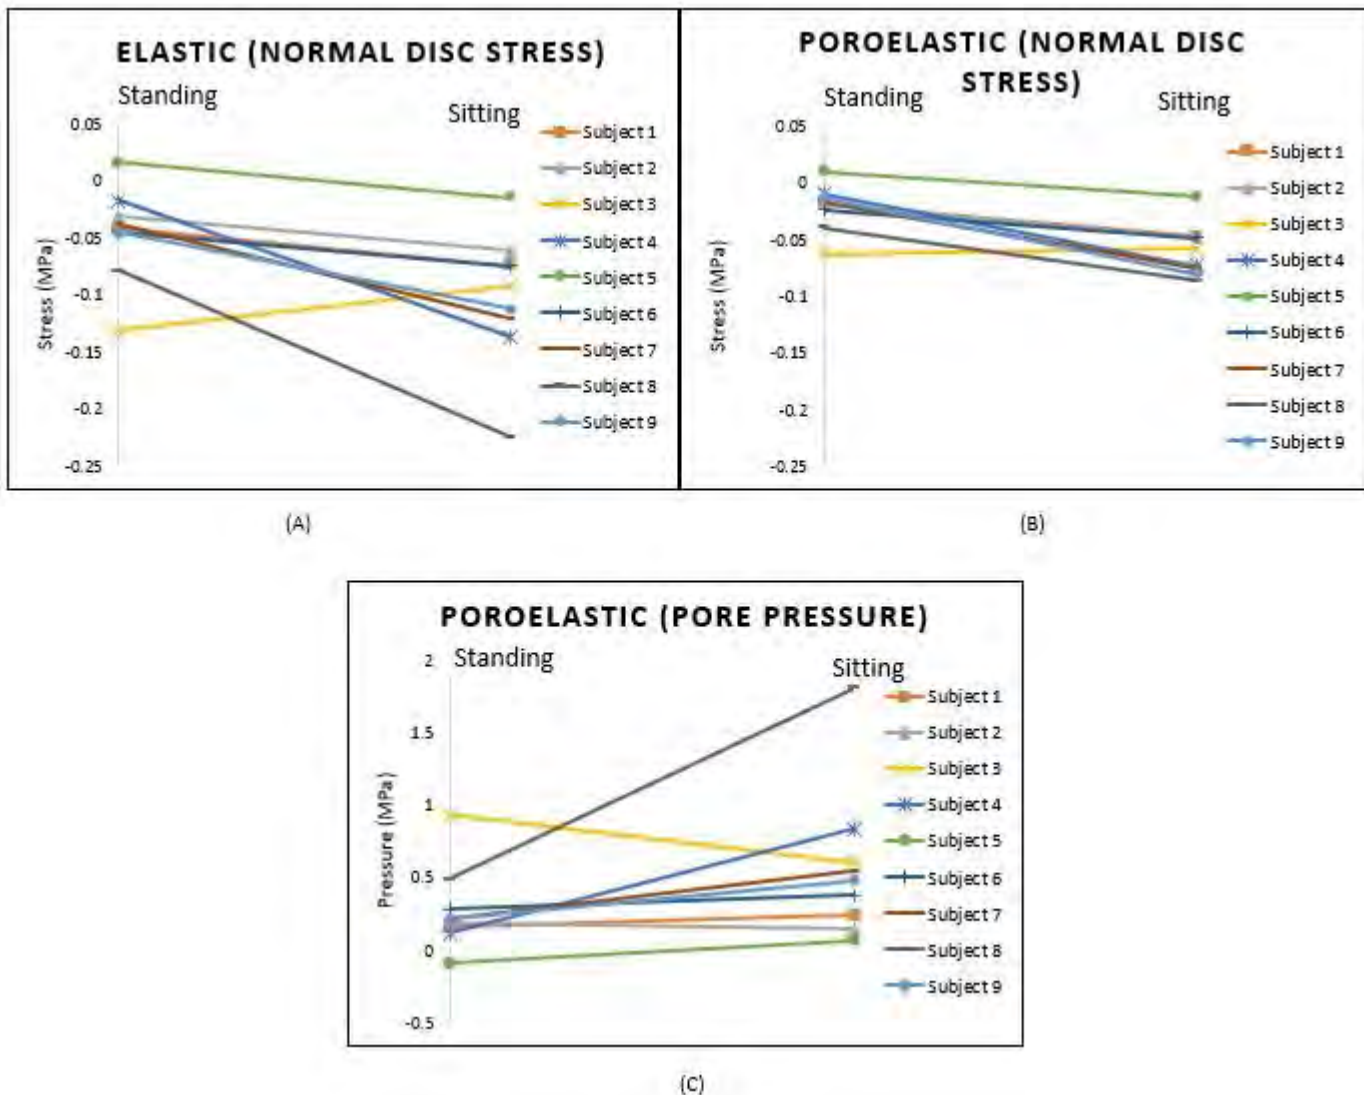 ELASTIC (NORMAL DISC STRESS)
Standing
Sitting
0.05
0
-0.05
-0.1
-0.15
-0.2
-0.25
Stress (MPa)
Subject 1
Subject 2
Subject 3
Subject 4
Subject 5
Subject 6
Subject 7
Subject 8
Subject 9
(A)
POROELASTIC (NORMAL DISC
STRESS)
Standing
Sitting
0.05
0
-0.05
-0.1
-0.15
-0.2
-0.25
Stress (MPa)
Subject 1
Subject 2
Subject 3
Subject 4
Subject 5
Subject 6
Subject 7
Subject 8
Subject 9
(B)
POROELASTIC (PORE PRESSURE)
Standing
Sitting
2
1.5
1
0.5
0
-0.5
Pressure (MPa)
Subject 1
Subject 2
Subject 3
Subject 4
Subject 5
Subject 6
Subject 7
Subject 8
Subject 9
(C)